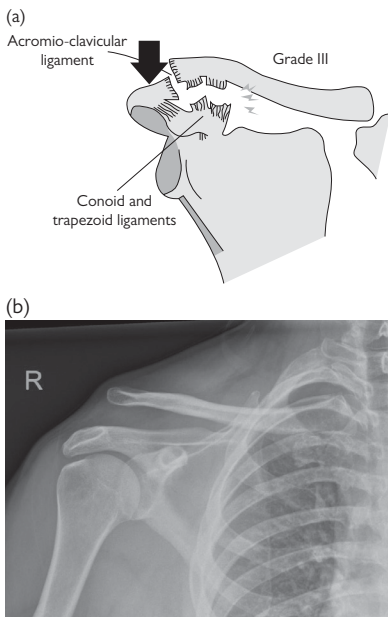 (a)
Acromio-clavicular
ligament
Grade III
Conoid and
trapezoid ligaments
(b)
R